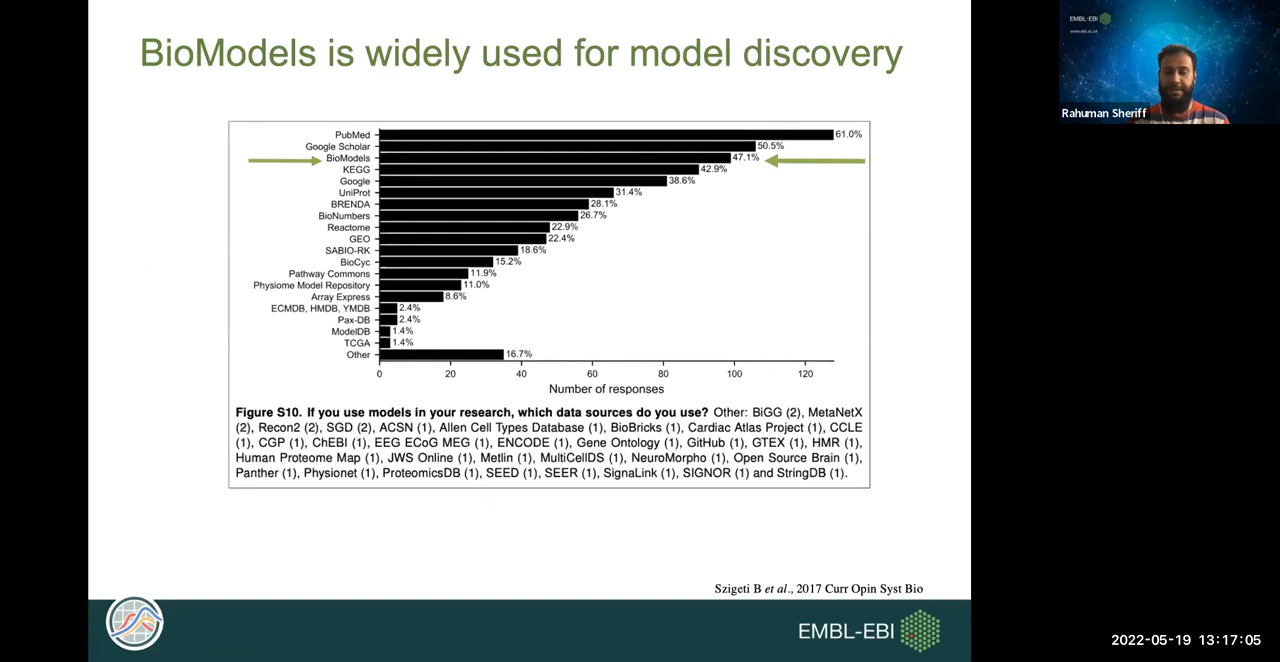 BioModels is widely used for model discovery
EMBL-EBI
www.ebi.ac.uk
Rahuman Sheriff
PubMed 61.0%
Google Scholar 50.5%
BioModels 47.1%
KEGG 42.9%
Google 38.6%
UniProt 31.4%
BRENDA 28.1%
BioNumbers 26.7%
Reactome 22.9%
GEO 22.4%
SABIO-RK 18.6%
BioCyc 15.2%
Pathway Commons 11.9%
Physiome Model Repository 11.0%
Array Express 8.6%
ECMDB, HMDB, YMDB 2.4%
Pax-DB 2.4%
ModelDB 1.4%
TCGA 1.4%
Other 16.7%
0 20 40 60 80 100 120
Number of responses
Figure S10. If you use models in your research, which data sources do you use? Other: BiGG (2), MetaNetX
(2), Recon2 (2), SGD (2), ACSN (1), Allen Cell Types Database (1), BioBricks (1), Cardiac Atlas Project (1), CCLE
(1), CGP (1), ChEBI (1), EEG ECoG MEG (1), ENCODE (1), Gene Ontology (1), GitHub (1), GTEX (1), HMR (1),
Human Proteome Map (1), JWS Online (1), Metlin (1), MultiCellDS (1), NeuroMorpho (1), Open Source Brain (1),
Panther (1), Physionet (1), ProteomicsDB (1), SEED (1), SEER (1), SignaLink (1), SIGNOR (1) and StringDB (1).
Szigeti B et al., 2017 Curr Opin Syst Bio
EMBL-EBI
2022-05-19 13:17:05